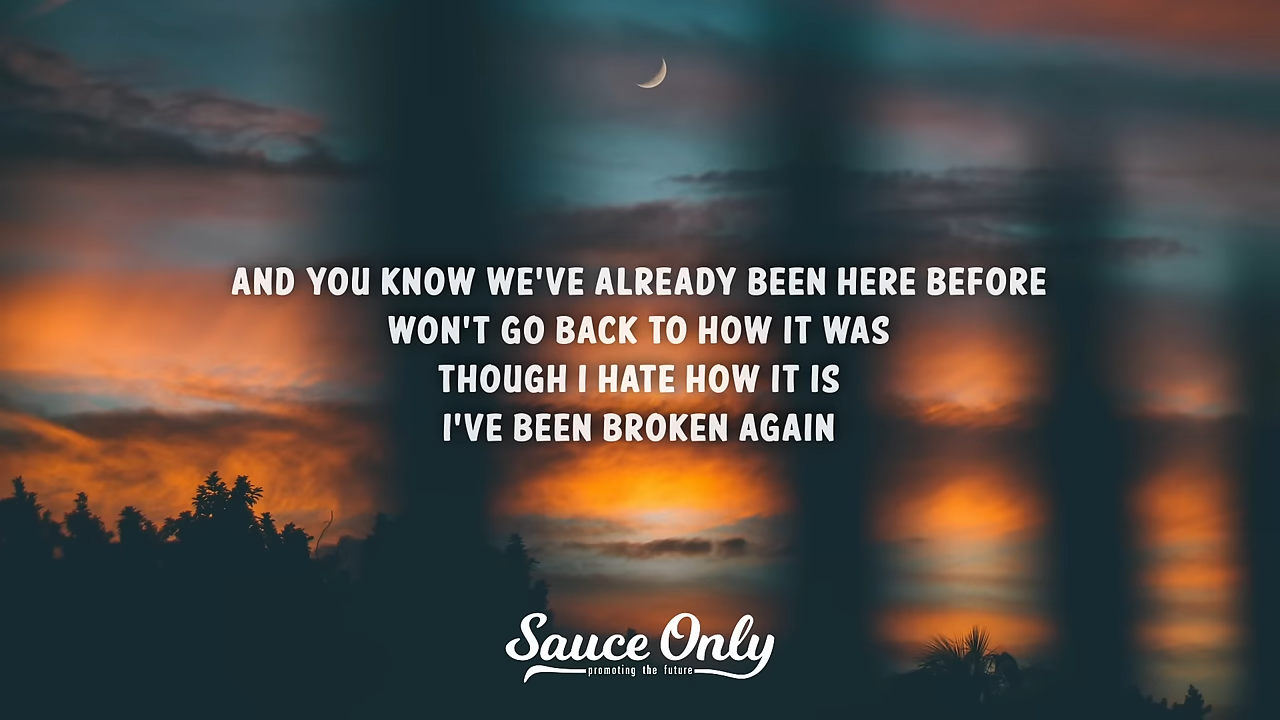 AND YOU KNOW WE'VE ALREADY BEEN HERE BEFORE
WON'T GO BACK TO HOW IT WAS
THOUGH I HATE HOW IT IS
I'VE BEEN BROKEN AGAIN
Sauce Only
promoting the future